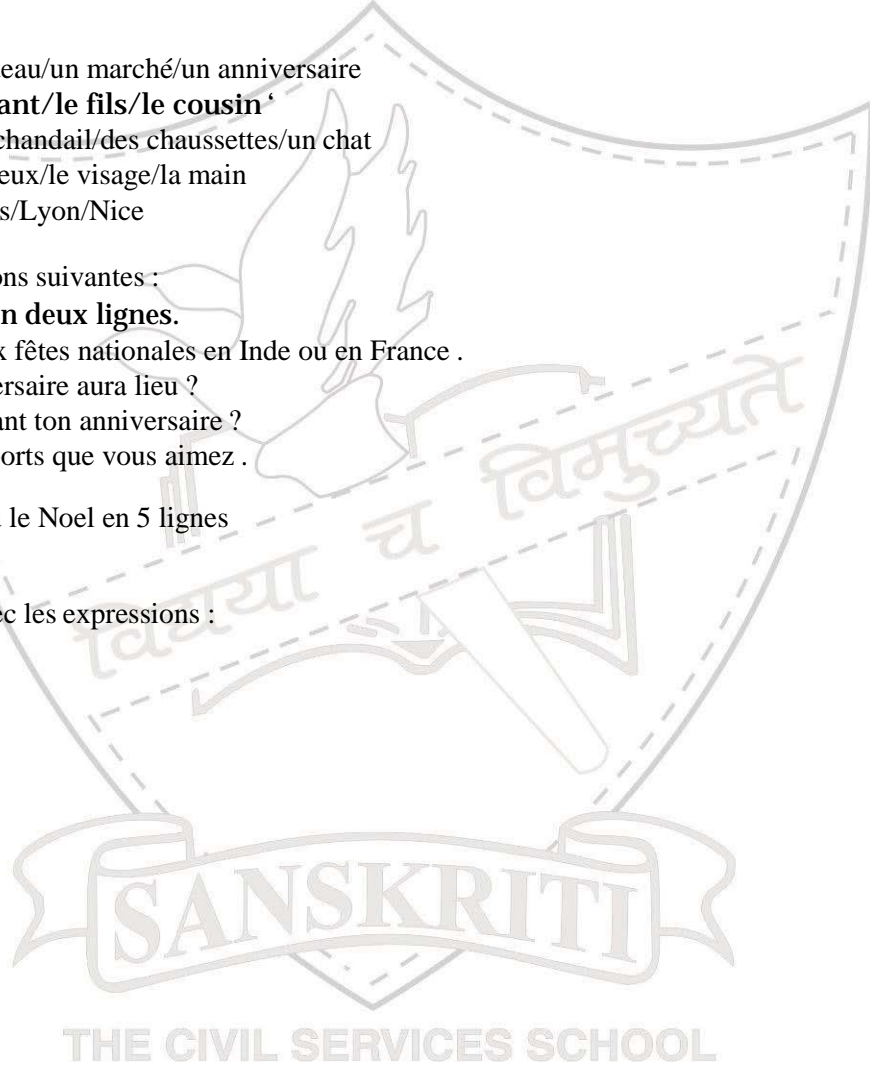 eau/un marché/un anniversaire
ant/le fils/le cousin ‘
chandail/des chaussettes/un chat
eux/le visage/la main
s/Lyon/Nice
ons suivantes :
n deux lignes.
x fêtes nationales en Inde ou en France .
ersaire aura lieu ?
ant ton anniversaire ?
orts que vous aimez .
le Noel en 5 lignes
ec les expressions :
विद्यया च विमुच्यते
SANSKRITI
THE CIVIL SERVICES SCHOOL